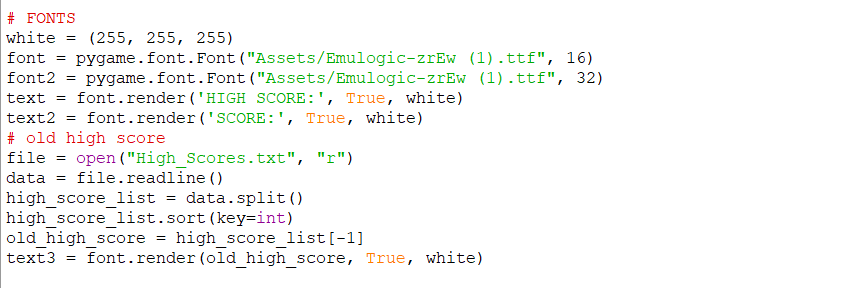 # FONTS
white = (255, 255, 255)
font = pygame.font.Font("Assets/Emulogic-zrEw (1).ttf", 16)
font2 = pygame.font.Font("Assets/Emulogic-zrEw (1).ttf", 32)
text = font.render('HIGH SCORE:', True, white)
text2 = font.render('SCORE:', True, white)
# old high score
file = open("High_Scores.txt", "r")
data = file.readline()
high_score_list = data.split()
high_score_list.sort(key=int)
old_high_score = high_score_list[-1]
text3 = font.render(old_high_score, True, white)